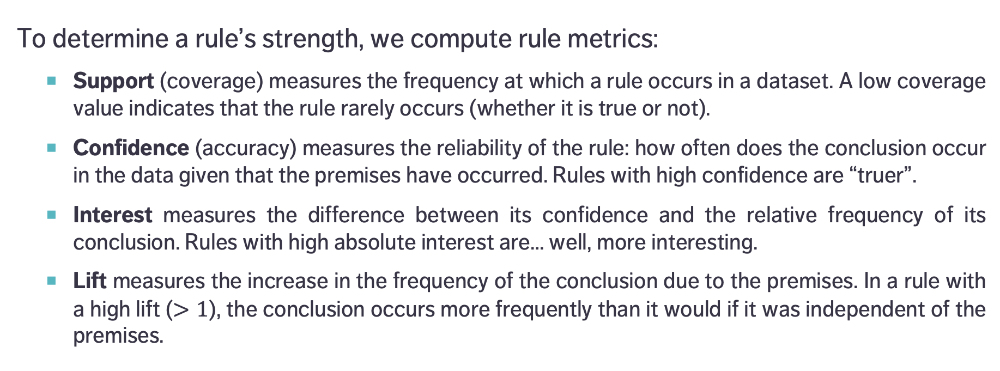 To determine a rule’s strength, we compute rule metrics:
▪ Support (coverage) measures the frequency at which a rule occurs in a dataset. A low coverage
value indicates that the rule rarely occurs (whether it is true or not).
▪ Confidence (accuracy) measures the reliability of the rule: how often does the conclusion occur
in the data given that the premises have occurred. Rules with high confidence are “truer”.
▪ Interest measures the difference between its confidence and the relative frequency of its
conclusion. Rules with high absolute interest are... well, more interesting.
▪ Lift measures the increase in the frequency of the conclusion due to the premises. In a rule with
a high lift (> 1), the conclusion occurs more frequently than it would if it was independent of the
premises.